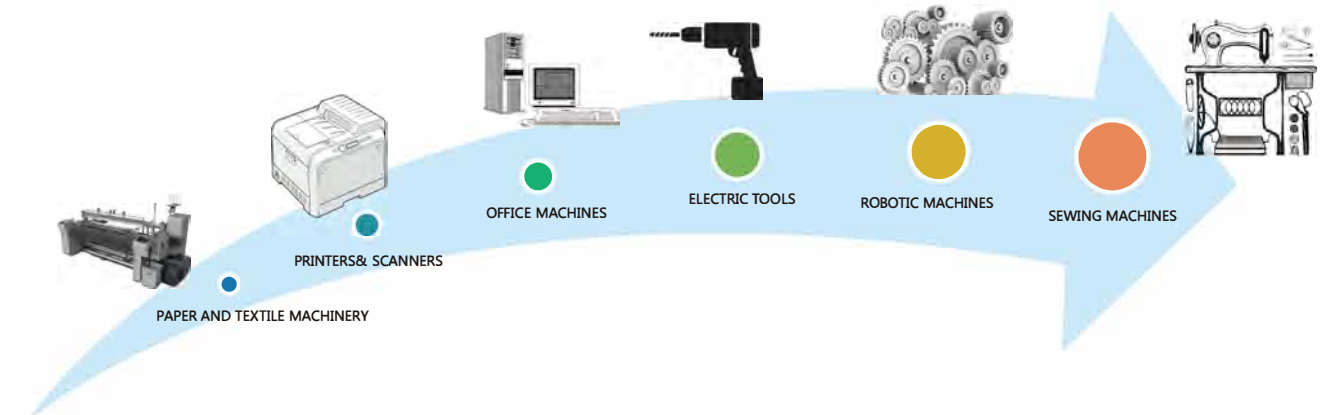 PAPER AND TEXTILE MACHINERY
PRINTERS& SCANNERS
OFFICE MACHINES
ELECTRIC TOOLS
ROBOTIC MACHINES
SEWING MACHINES